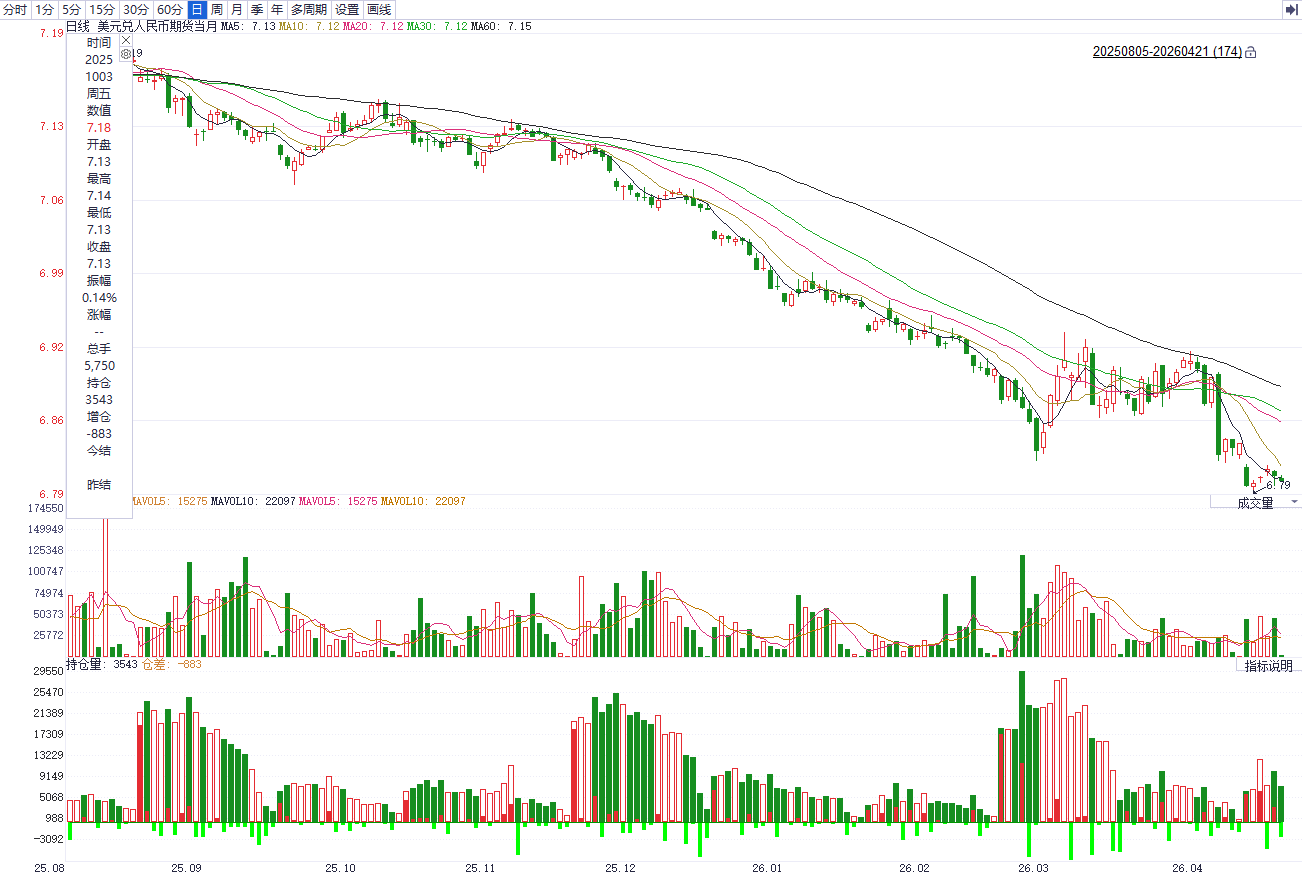 分时 1分 5分 15分 30分 60分 日 周 月 季 年 多周期 设置 画线
日线 美元兑人民币期货当月 MA5: 7.13 MA10: 7.12 MA20: 7.12 MA30: 7.12 MA60: 7.15
20250805-20260421 (174)
时间
2025
1003
周五
数值
7.18
开盘
7.13
最高
7.14
最低
7.13
收盘
7.13
振幅
0.14%
涨幅
--
总手
5,750
持仓
3543
增仓
-883
今结
昨结
19
7.19
7.13
7.06
6.99
6.92
6.86
6.79
6.79
成交量
MAVOL5: 15275 MAVOL10: 22097 MAVOL5: 15275 MAVOL10: 22097
174550
149949
125348
100747
74974
50373
25772
持仓量: 3543 仓差: -883
指标说明
29550
25470
21389
17309
13229
9149
5068
988
-3092
25.08 25.09 25.10 25.11 25.12 26.01 26.02 26.03 26.04